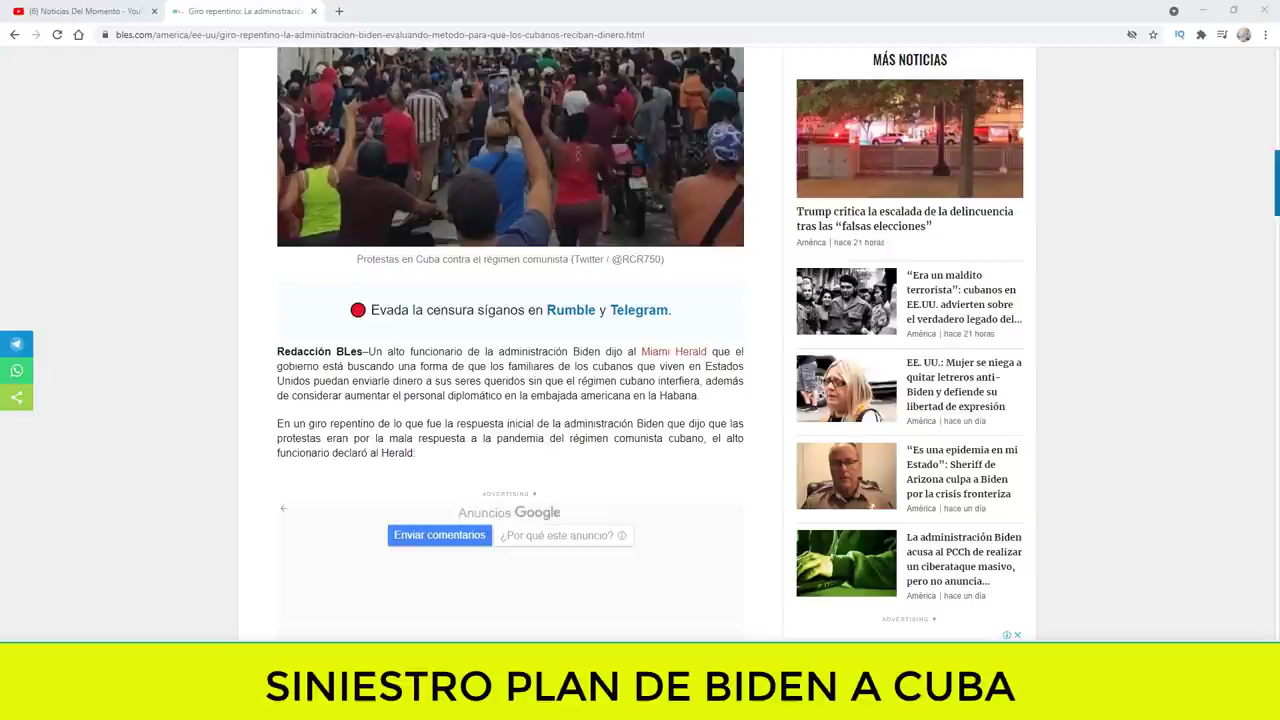 (6) Noticias Del Momento - You
Giro repentino: La administració
bles.com/america/ee-uu/giro-repentino-la-administracion-biden-evaluando-metodo-para-que-los-cubanos-reciban-dinero.html
IQ
Protestas en Cuba contra el régimen comunista (Twitter / @RCR750)
Evada la censura síganos en Rumble y Telegram.
Redacción BLes–Un alto funcionario de la administración Biden dijo al Miami Herald que el
gobierno está buscando una forma de que los familiares de los cubanos que viven en Estados
Unidos puedan enviarle dinero a sus seres queridos sin que el régimen cubano interfiera, además
de considerar aumentar el personal diplomático en la embajada americana en la Habana.
En un giro repentino de lo que fue la respuesta inicial de la administración Biden que dijo que las
protestas eran por la mala respuesta a la pandemia del régimen comunista cubano, el alto
funcionario declaró al Herald:
ADVERTISING
Anuncios Google
Enviar comentarios
¿Por qué este anuncio?
MÁS NOTICIAS
Trump critica la escalada de la delincuencia
tras las “falsas elecciones”
América | hace 21 horas
“Era un maldito
terrorista”: cubanos en
EE.UU. advierten sobre
el verdadero legado del...
América | hace 21 horas
EE. UU.: Mujer se niega a
quitar letreros anti-
Biden y defiende su
libertad de expresión
América | hace un día
“Es una epidemia en mi
Estado”: Sheriff de
Arizona culpa a Biden
por la crisis fronteriza
América | hace un día
La administración Biden
acusa al PCCh de realizar
un ciberataque masivo,
pero no anuncia...
América | hace un día
ADVERTISING
SINIESTRO PLAN DE BIDEN A CUBA